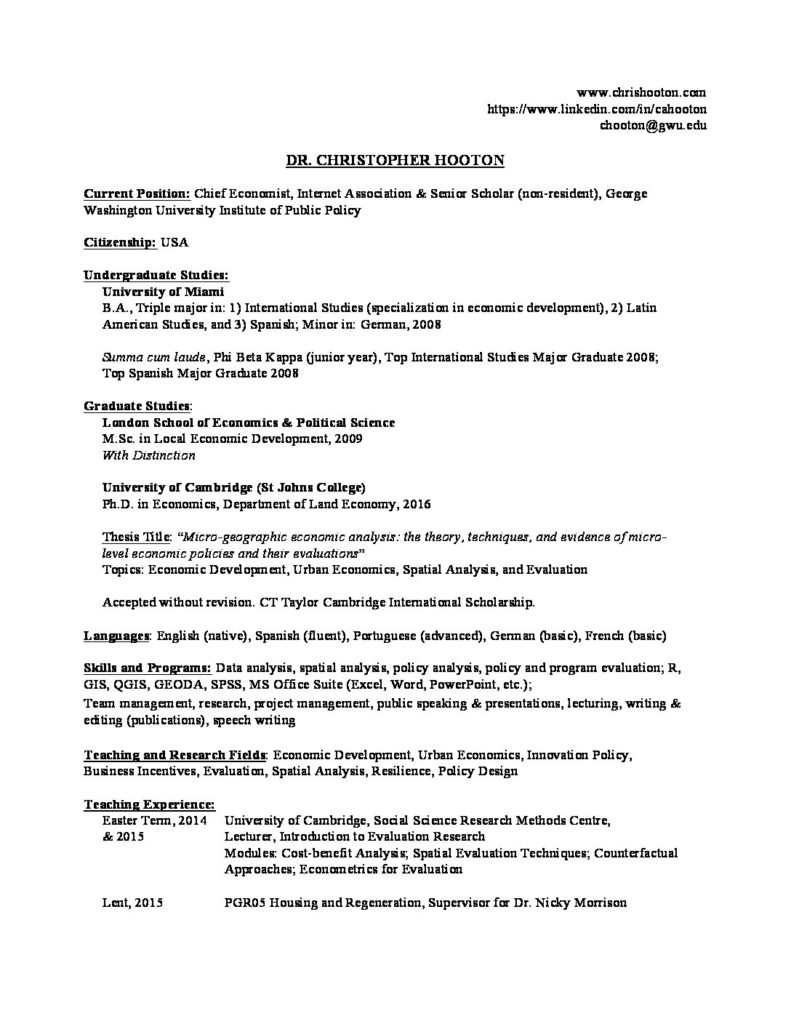 www.chrishooton.com
https://www.linkedin.com/in/cahooton
chooton@gwu.edu
DR. CHRISTOPHER HOOTON
Current Position: Chief Economist, Internet Association & Senior Scholar (non-resident), George
Washington University Institute of Public Policy
Citizenship: USA
Undergraduate Studies:
University of Miami
B.A., Triple major in: 1) International Studies (specialization in economic development), 2) Latin
American Studies, and 3) Spanish; Minor in: German, 2008
Summa cum laude, Phi Beta Kappa (junior year), Top International Studies Major Graduate 2008;
Top Spanish Major Graduate 2008
Graduate Studies:
London School of Economics & Political Science
M.Sc. in Local Economic Development, 2009
With Distinction
University of Cambridge (St Johns College)
Ph.D. in Economics, Department of Land Economy, 2016
Thesis Title: “Micro-geographic economic analysis: the theory, techniques, and evidence of micro-
level economic policies and their evaluations”
Topics: Economic Development, Urban Economics, Spatial Analysis, and Evaluation
Accepted without revision. CT Taylor Cambridge International Scholarship.
Languages: English (native), Spanish (fluent), Portuguese (advanced), German (basic), French (basic)
Skills and Programs: Data analysis, spatial analysis, policy analysis, policy and program evaluation; R,
GIS, QGIS, GEODA, SPSS, MS Office Suite (Excel, Word, PowerPoint, etc.);
Team management, research, project management, public speaking & presentations, lecturing, writing &
editing (publications), speech writing
Teaching and Research Fields: Economic Development, Urban Economics, Innovation Policy,
Business Incentives, Evaluation, Spatial Analysis, Resilience, Policy Design
Teaching Experience:
Easter Term, 2014 University of Cambridge, Social Science Research Methods Centre,
& 2015 Lecturer, Introduction to Evaluation Research
Modules: Cost-benefit Analysis; Spatial Evaluation Techniques; Counterfactual
Approaches; Econometrics for Evaluation
Lent, 2015 PGR05 Housing and Regeneration, Supervisor for Dr. Nicky Morrison